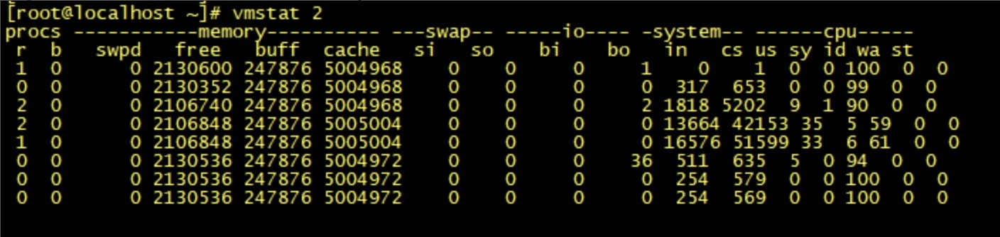 [root@localhost ~]# vmstat 2
procs -----------memory---------- ---swap-- -----io---- -system-- ------cpu-----
 r  b   swpd   free   buff  cache   si   so    bi    bo   in   cs us sy id wa st
 1  0      0 2130600 247876 5004968    0    0     0     1    0    1  0  0 100  0  0
 0  0      0 2130352 247876 5004968    0    0     0     0  317  653  0  0 99  0  0
 2  0      0 2106740 247876 5004968    0    0     0     2 1818 5202  9  1 90  0  0
 2  0      0 2106848 247876 5005004    0    0     0     0 13664 42153 35  5 59  0  0
 1  0      0 2106848 247876 5005004    0    0     0     0 16576 51599 33  6 61  0  0
 0  0      0 2130536 247876 5004972    0    0     0    36  511  635  5  0 94  0  0
 0  0      0 2130536 247876 5004972    0    0     0     0  254  579  0  0 100  0  0
 0  0      0 2130536 247876 5004972    0    0     0     0  254  569  0  0 100  0  0